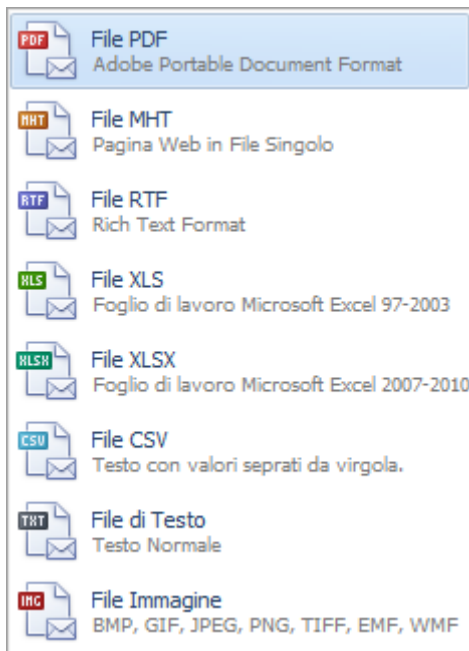 PDF
File PDF
Adobe Portable Document Format
MHT
File MHT
Pagina Web in File Singolo
RTF
File RTF
Rich Text Format
XLS
File XLS
Foglio di lavoro Microsoft Excel 97-2003
XLSX
File XLSX
Foglio di lavoro Microsoft Excel 2007-2010
CSV
File CSV
Testo con valori seprati da virgola.
TXT
File di Testo
Testo Normale
IMG
File Immagine
BMP, GIF, JPEG, PNG, TIFF, EMF, WMF